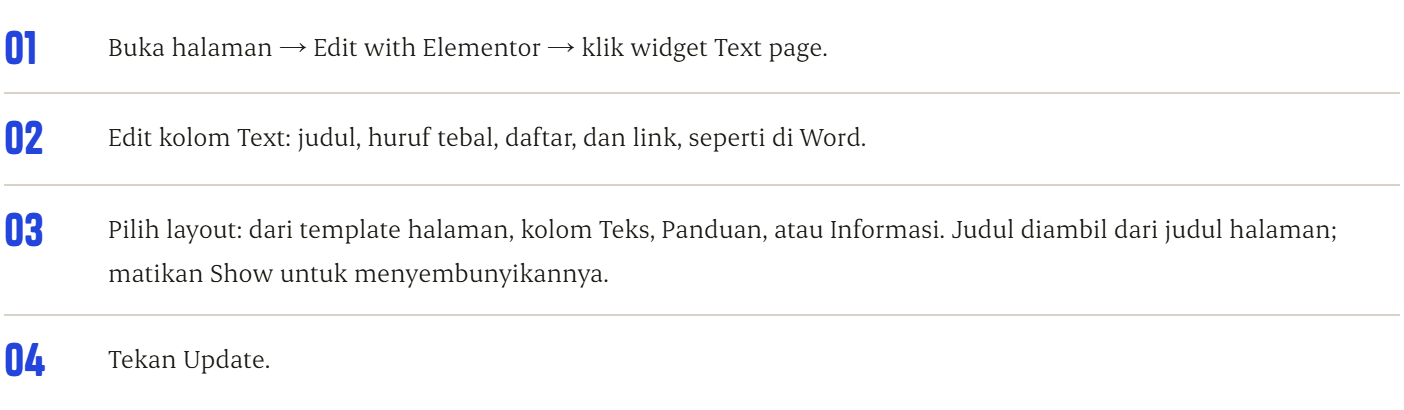 01
Buka halaman → Edit with Elementor → klik widget Text page.
02
Edit kolom Text: judul, huruf tebal, daftar, dan link, seperti di Word.
03
Pilih layout: dari template halaman, kolom Teks, Panduan, atau Informasi. Judul diambil dari judul halaman;
matikan Show untuk menyembunyikannya.
04
Tekan Update.